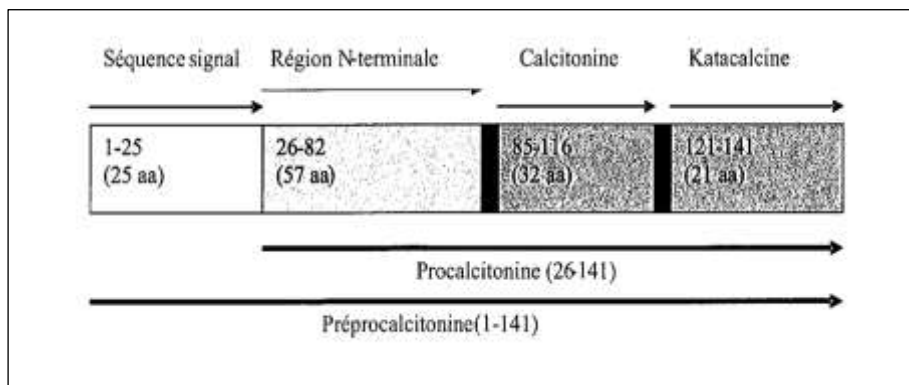 Séquence signal Région N-terminale Calcitonine Katacalcine
1-25 26-82 85-116 121-141
(25 aa) (57 aa) (32 aa) (21 aa)
Procalcitonine (26-141)
Préprocalcitonine(1-141)